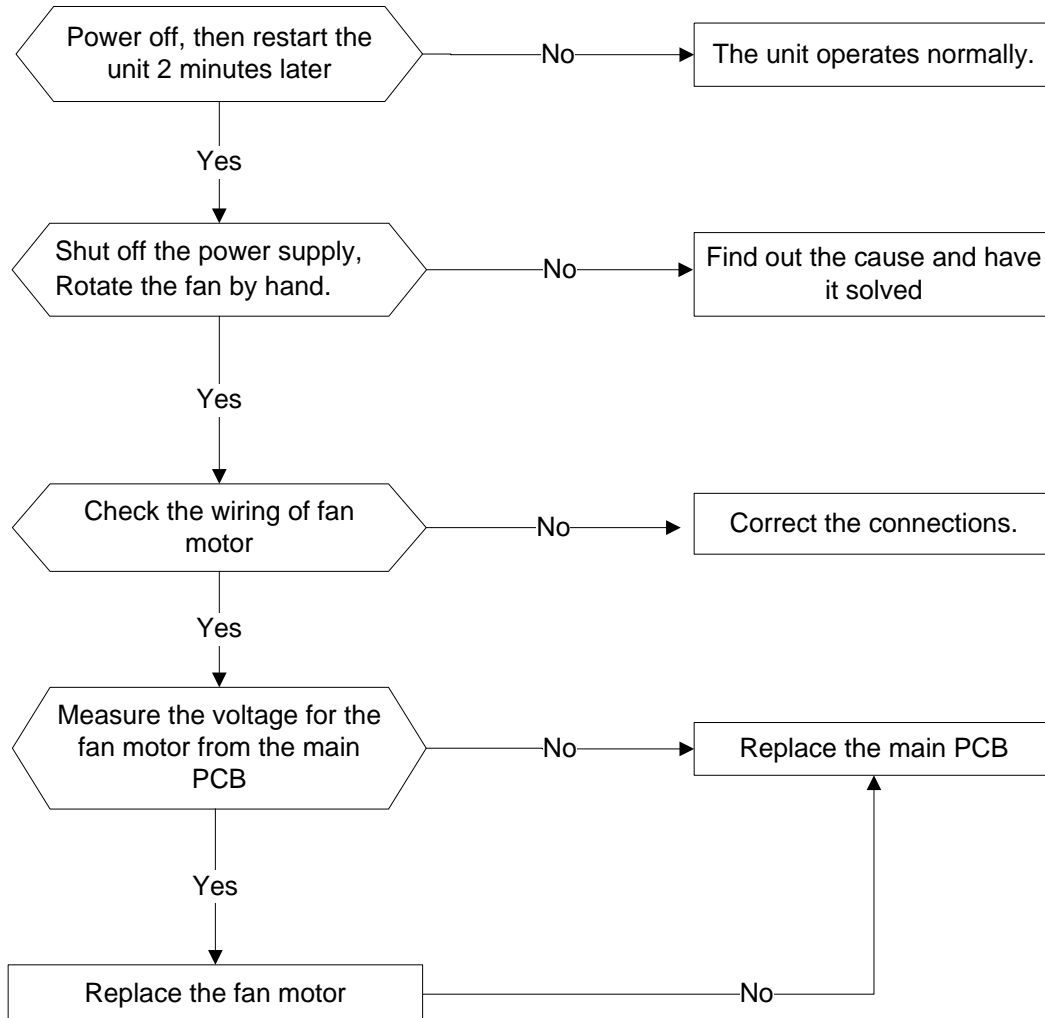 Power off, then restart the
unit 2 minutes later
No
The unit operates normally.
Yes
Shut off the power supply,
Rotate the fan by hand.
No
Find out the cause and have
it solved
Yes
Check the wiring of fan
motor
No
Correct the connections.
Yes
Measure the voltage for the
fan motor from the main
PCB
No
Replace the main PCB
Yes
Replace the fan motor
No